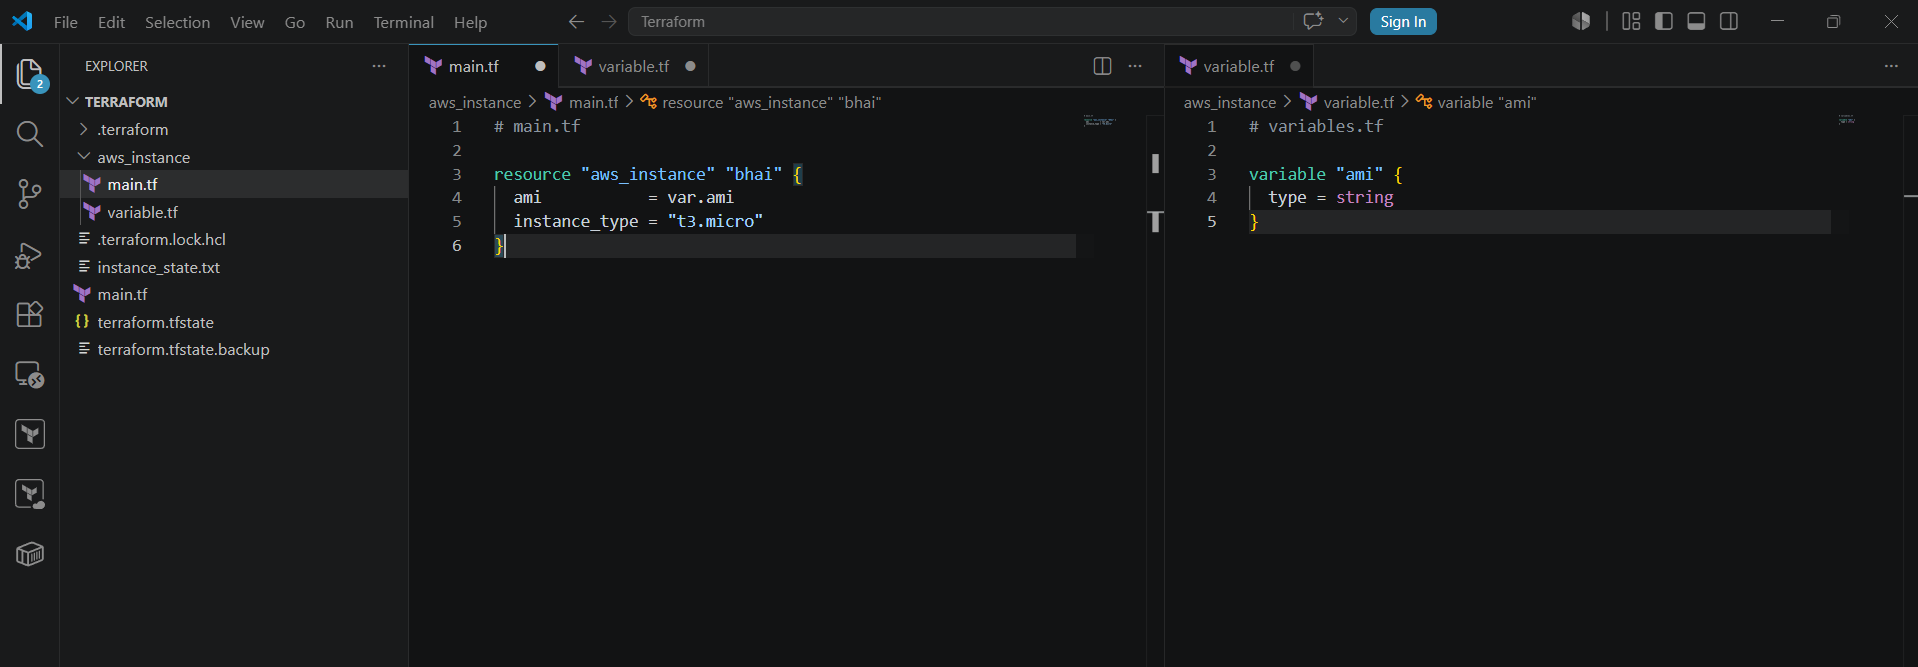 File Edit Selection View Go Run Terminal Help Terraform Sign In
2
EXPLORER
TERRAFORM
.terraform
aws_instance
main.tf
variable.tf
.terraform.lock.hcl
instance_state.txt
main.tf
{} terraform.tfstate
terraform.tfstate.backup
main.tf variable.tf
aws_instance > main.tf > resource "aws_instance" "bhai"
1 # main.tf
2
3 resource "aws_instance" "bhai" {
4 ami = var.ami
5 instance_type = "t3.micro"
6 }
variable.tf
aws_instance > variable.tf > variable "ami"
1 # variables.tf
2
3 variable "ami" {
4 type = string
5 }